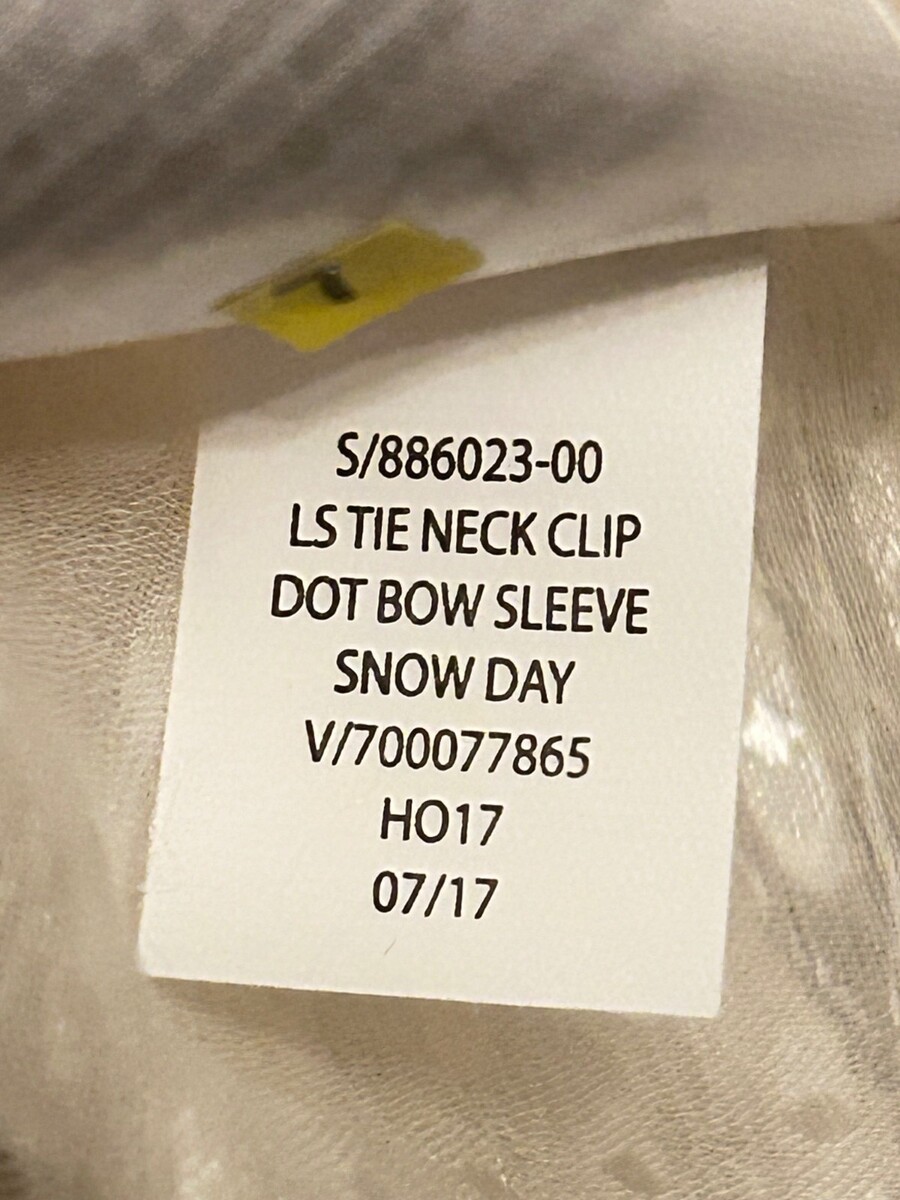 S/886023-00
LS TIE NECK CLIP
DOT BOW SLEEVE
SNOW DAY
V/700077865
HO17
07/17